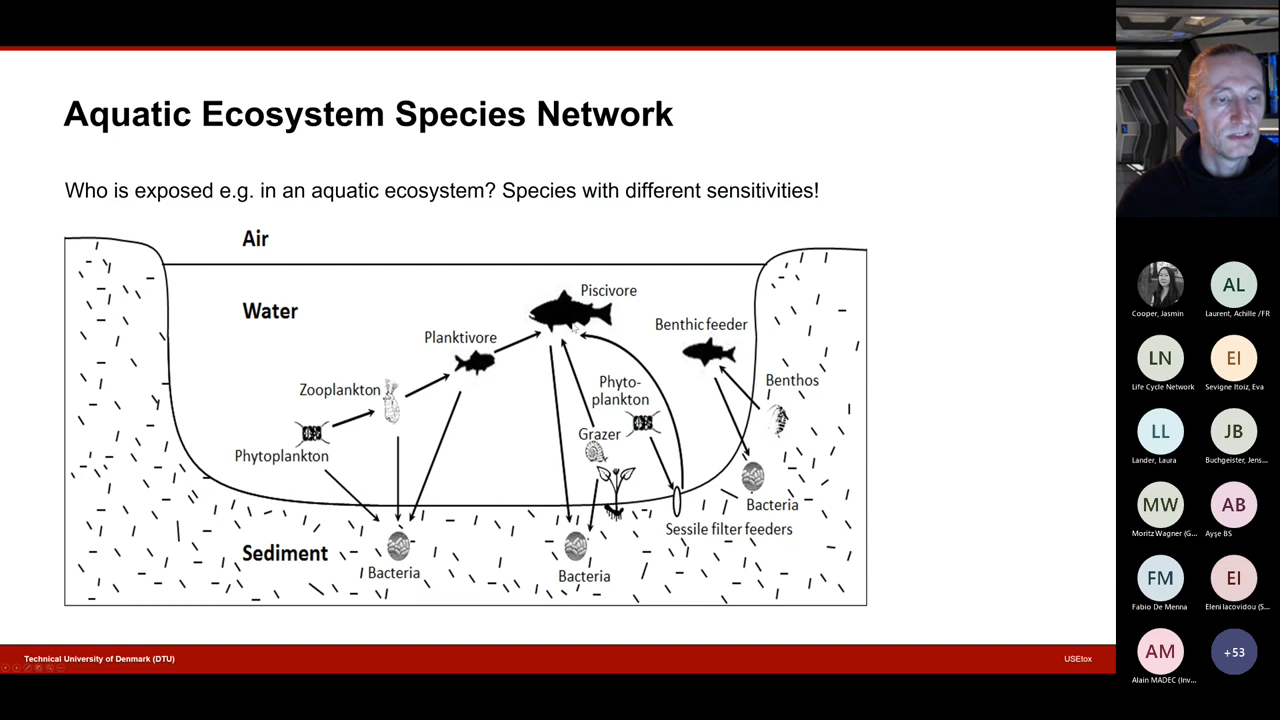 Aquatic Ecosystem Species Network
Who is exposed e.g. in an aquatic ecosystem? Species with different sensitivities!
Air
Water
Piscivore
Planktivore
Benthic feeder
Zooplankton
Phyto-
plankton
Benthos
Grazer
Phytoplankton
Bacteria
Sessile filter feeders
Sediment
Bacteria
Bacteria
Technical University of Denmark (DTU)
USEtox
Cooper, Jasmin
AL
Laurent, Achille /FR
LN
Life Cycle Network
EI
Sevigne Itoiz, Eva
LL
Lander, Laura
JB
Buchgeister, Jens...
MW
Moritz Wagner (G...
AB
Ayşe BS
FM
Fabio De Menna
EI
Eleni Iacovidou (S...
AM
Alain MADEC (Inv...
+53